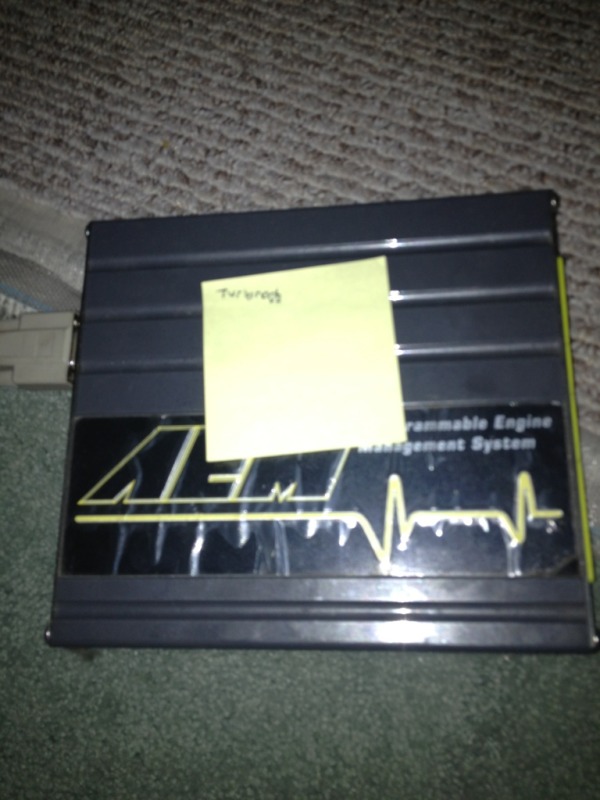 AEM
rammable Engine
Management System